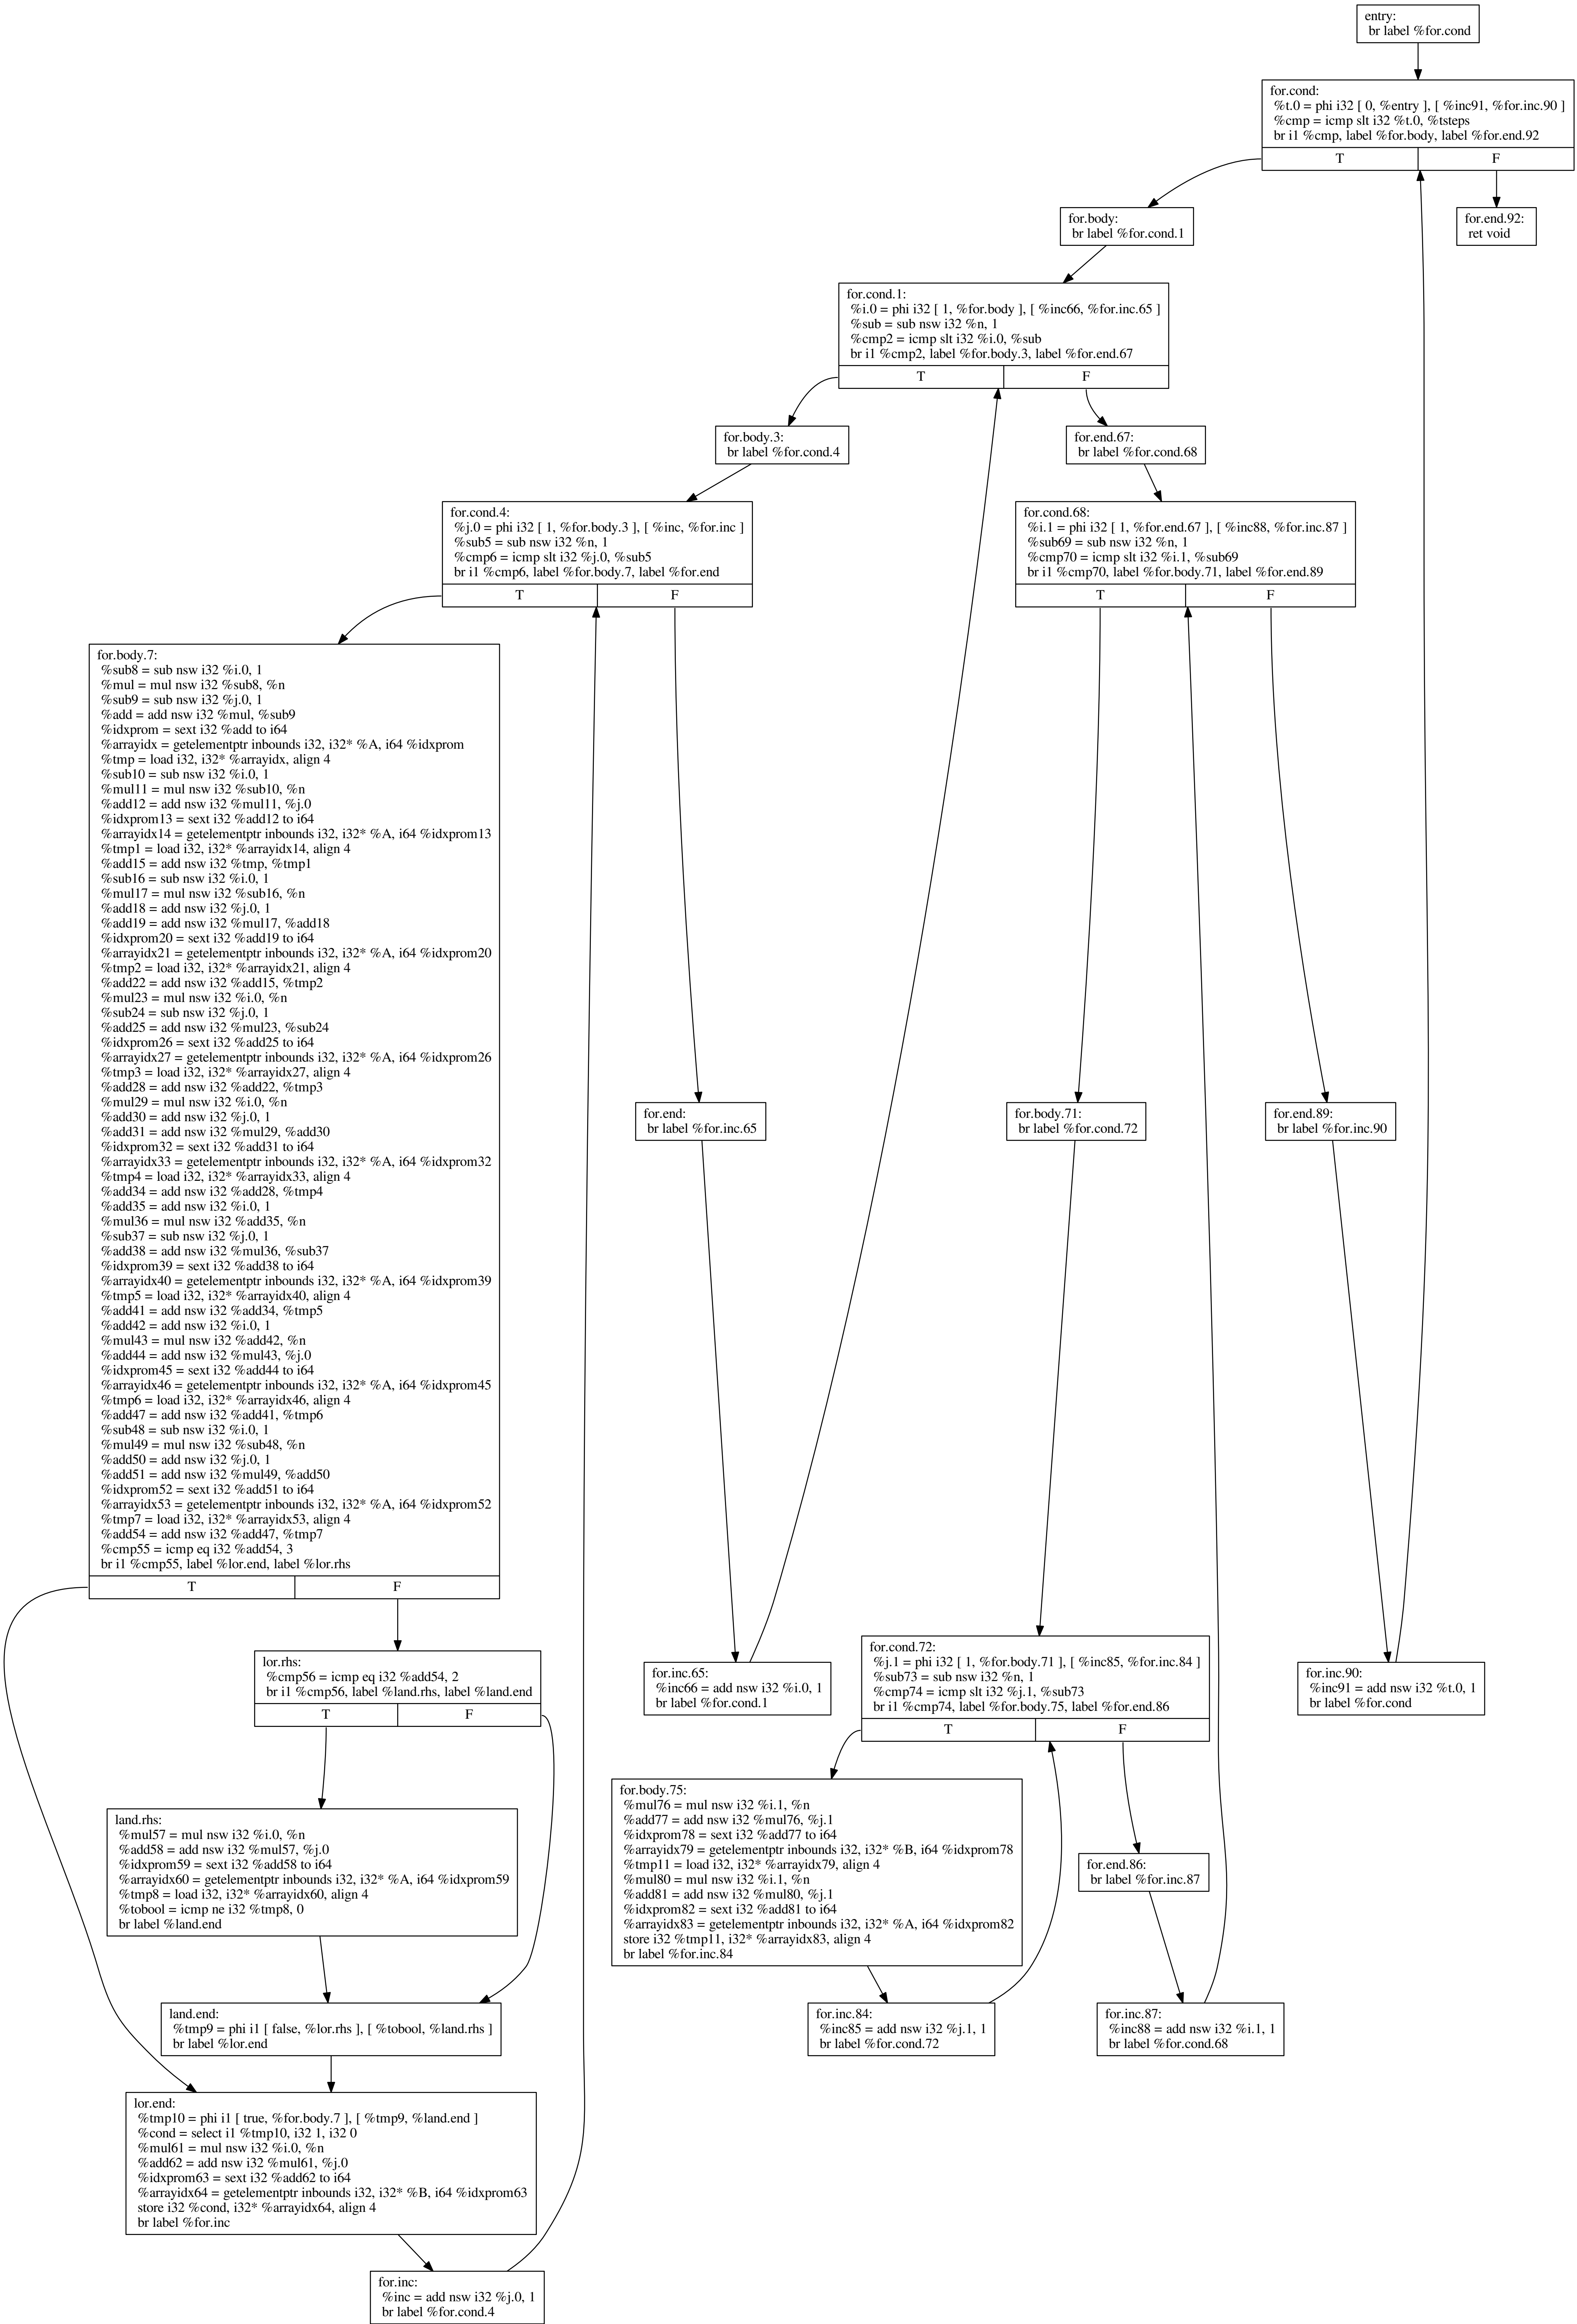 entry:
br label %for.cond
for.cond:
%t.0 = phi i32 [ 0, %entry ], [ %inc91, %for.inc.90 ]
%cmp = icmp slt i32 %t.0, %tsteps
br i1 %cmp, label %for.body, label %for.end.92
T F
for.body:
br label %for.cond.1
for.end.92:
ret void
for.cond.1:
%i.0 = phi i32 [ 1, %for.body ], [ %inc66, %for.inc.65 ]
%sub = sub nsw i32 %n, 1
%cmp2 = icmp slt i32 %i.0, %sub
br i1 %cmp2, label %for.body.3, label %for.end.67
T F
for.body.3:
br label %for.cond.4
for.end.67:
br label %for.cond.68
for.cond.4:
%j.0 = phi i32 [ 1, %for.body.3 ], [ %inc, %for.inc ]
%sub5 = sub nsw i32 %n, 1
%cmp6 = icmp slt i32 %j.0, %sub5
br i1 %cmp6, label %for.body.7, label %for.end
T F
for.cond.68:
%i.1 = phi i32 [ 1, %for.end.67 ], [ %inc88, %for.inc.87 ]
%sub69 = sub nsw i32 %n, 1
%cmp70 = icmp slt i32 %i.1, %sub69
br i1 %cmp70, label %for.body.71, label %for.end.89
T F
for.body.7:
%sub8 = sub nsw i32 %i.0, 1
%mul = mul nsw i32 %sub8, %n
%sub9 = sub nsw i32 %j.0, 1
%add = add nsw i32 %mul, %sub9
%idxprom = sext i32 %add to i64
%arrayidx = getelementptr inbounds i32, i32* %A, i64 %idxprom
%tmp = load i32, i32* %arrayidx, align 4
%sub10 = sub nsw i32 %i.0, 1
%mul11 = mul nsw i32 %sub10, %n
%add12 = add nsw i32 %mul11, %j.0
%idxprom13 = sext i32 %add12 to i64
%arrayidx14 = getelementptr inbounds i32, i32* %A, i64 %idxprom13
%tmp1 = load i32, i32* %arrayidx14, align 4
%add15 = add nsw i32 %tmp, %tmp1
%sub16 = sub nsw i32 %i.0, 1
%mul17 = mul nsw i32 %sub16, %n
%add18 = add nsw i32 %j.0, 1
%add19 = add nsw i32 %mul17, %add18
%idxprom20 = sext i32 %add19 to i64
%arrayidx21 = getelementptr inbounds i32, i32* %A, i64 %idxprom20
%tmp2 = load i32, i32* %arrayidx21, align 4
%add22 = add nsw i32 %add15, %tmp2
%mul23 = mul nsw i32 %i.0, %n
%sub24 = sub nsw i32 %j.0, 1
%add25 = add nsw i32 %mul23, %sub24
%idxprom26 = sext i32 %add25 to i64
%arrayidx27 = getelementptr inbounds i32, i32* %A, i64 %idxprom26
%tmp3 = load i32, i32* %arrayidx27, align 4
%add28 = add nsw i32 %add22, %tmp3
%mul29 = mul nsw i32 %i.0, %n
%add30 = add nsw i32 %j.0, 1
%add31 = add nsw i32 %mul29, %add30
%idxprom32 = sext i32 %add31 to i64
%arrayidx33 = getelementptr inbounds i32, i32* %A, i64 %idxprom32
%tmp4 = load i32, i32* %arrayidx33, align 4
%add34 = add nsw i32 %add28, %tmp4
%add35 = add nsw i32 %i.0, 1
%mul36 = mul nsw i32 %add35, %n
%sub37 = sub nsw i32 %j.0, 1
%add38 = add nsw i32 %mul36, %sub37
%idxprom39 = sext i32 %add38 to i64
%arrayidx40 = getelementptr inbounds i32, i32* %A, i64 %idxprom39
%tmp5 = load i32, i32* %arrayidx40, align 4
%add41 = add nsw i32 %add34, %tmp5
%add42 = add nsw i32 %i.0, 1
%mul43 = mul nsw i32 %add42, %n
%add44 = add nsw i32 %mul43, %j.0
%idxprom45 = sext i32 %add44 to i64
%arrayidx46 = getelementptr inbounds i32, i32* %A, i64 %idxprom45
%tmp6 = load i32, i32* %arrayidx46, align 4
%add47 = add nsw i32 %add41, %tmp6
%sub48 = sub nsw i32 %i.0, 1
%mul49 = mul nsw i32 %sub48, %n
%add50 = add nsw i32 %j.0, 1
%add51 = add nsw i32 %mul49, %add50
%idxprom52 = sext i32 %add51 to i64
%arrayidx53 = getelementptr inbounds i32, i32* %A, i64 %idxprom52
%tmp7 = load i32, i32* %arrayidx53, align 4
%add54 = add nsw i32 %add47, %tmp7
%cmp55 = icmp eq i32 %add54, 3
br i1 %cmp55, label %lor.end, label %lor.rhs
T F
for.end:
br label %for.inc.65
for.body.71:
br label %for.cond.72
for.end.89:
br label %for.inc.90
lor.rhs:
%cmp56 = icmp eq i32 %add54, 2
br i1 %cmp56, label %land.rhs, label %land.end
T F
for.inc.65:
%inc66 = add nsw i32 %i.0, 1
br label %for.cond.1
for.cond.72:
%j.1 = phi i32 [ 1, %for.body.71 ], [ %inc85, %for.inc.84 ]
%sub73 = sub nsw i32 %n, 1
%cmp74 = icmp slt i32 %j.1, %sub73
br i1 %cmp74, label %for.body.75, label %for.end.86
T F
for.inc.90:
%inc91 = add nsw i32 %t.0, 1
br label %for.cond
land.rhs:
%mul57 = mul nsw i32 %i.0, %n
%add58 = add nsw i32 %mul57, %j.0
%idxprom59 = sext i32 %add58 to i64
%arrayidx60 = getelementptr inbounds i32, i32* %A, i64 %idxprom59
%tmp8 = load i32, i32* %arrayidx60, align 4
%tobool = icmp ne i32 %tmp8, 0
br label %land.end
for.body.75:
%mul76 = mul nsw i32 %i.1, %n
%add77 = add nsw i32 %mul76, %j.1
%idxprom78 = sext i32 %add77 to i64
%arrayidx79 = getelementptr inbounds i32, i32* %B, i64 %idxprom78
%tmp11 = load i32, i32* %arrayidx79, align 4
%mul80 = mul nsw i32 %i.1, %n
%add81 = add nsw i32 %mul80, %j.1
%idxprom82 = sext i32 %add81 to i64
%arrayidx83 = getelementptr inbounds i32, i32* %A, i64 %idxprom82
store i32 %tmp11, i32* %arrayidx83, align 4
br label %for.inc.84
for.end.86:
br label %for.inc.87
land.end:
%tmp9 = phi i1 [ false, %lor.rhs ], [ %tobool, %land.rhs ]
br label %lor.end
for.inc.84:
%inc85 = add nsw i32 %j.1, 1
br label %for.cond.72
for.inc.87:
%inc88 = add nsw i32 %i.1, 1
br label %for.cond.68
lor.end:
%tmp10 = phi i1 [ true, %for.body.7 ], [ %tmp9, %land.end ]
%cond = select i1 %tmp10, i32 1, i32 0
%mul61 = mul nsw i32 %i.0, %n
%add62 = add nsw i32 %mul61, %j.0
%idxprom63 = sext i32 %add62 to i64
%arrayidx64 = getelementptr inbounds i32, i32* %B, i64 %idxprom63
store i32 %cond, i32* %arrayidx64, align 4
br label %for.inc
for.inc:
%inc = add nsw i32 %j.0, 1
br label %for.cond.4